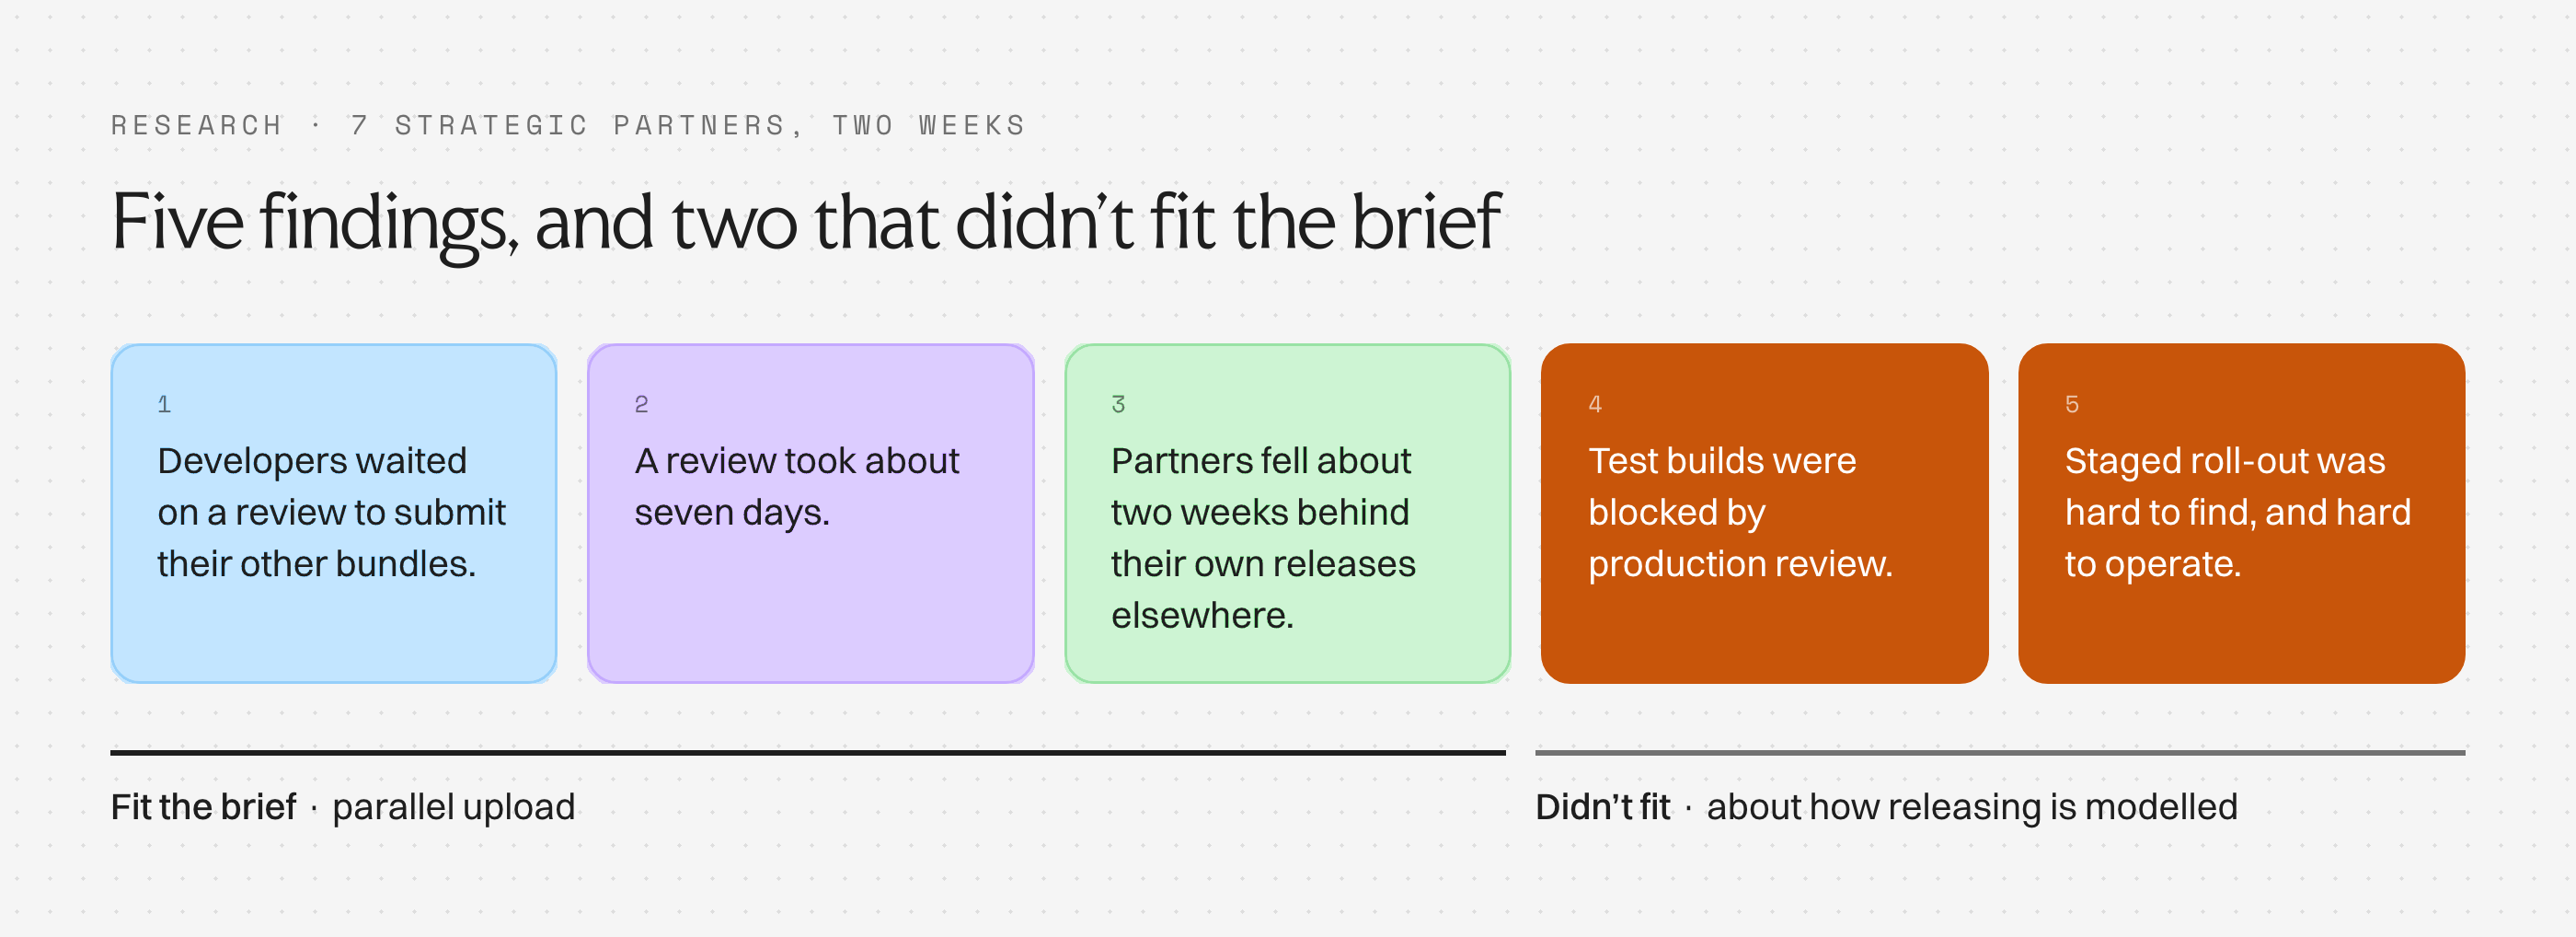 RESEARCH · 7 STRATEGIC PARTNERS, TWO WEEKS
Five findings, and two that didn’t fit the brief
1
Developers waited
on a review to submit
their other bundles.
2
A review took about
seven days.
3
Partners fell about
two weeks behind
their own releases
elsewhere.
4
Test builds were
blocked by
production review.
5
Staged roll-out was
hard to find, and hard
to operate.
Fit the brief · parallel upload
Didn’t fit · about how releasing is modelled